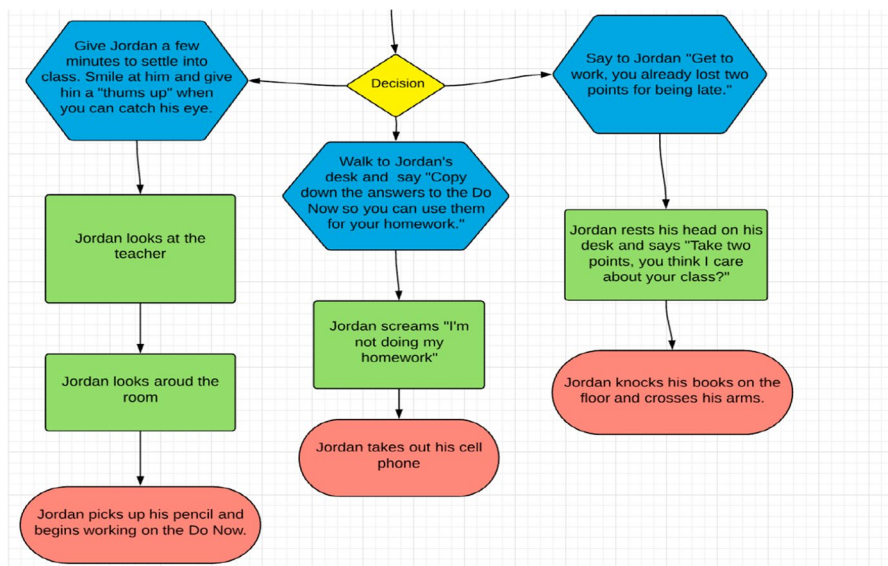 Give Jordan a few
minutes to settle into
class. Smile at him and give
hin a "thums up" when
you can catch his eye.
Decision
Say to Jordan "Get to
work, you already lost two
points for being late."
Walk to Jordan's
desk and say "Copy
down the answers to the Do
Now so you can use them
for your homework."
Jordan looks at the
teacher
Jordan rests his head on his
desk and says "Take two
points, you think I care
about your class?"
Jordan screams "I'm
not doing my
homework"
Jordan looks aroud the
room
Jordan knocks his books on the
floor and crosses his arms.
Jordan takes out his cell
phone
Jordan picks up his pencil and
begins working on the Do Now.